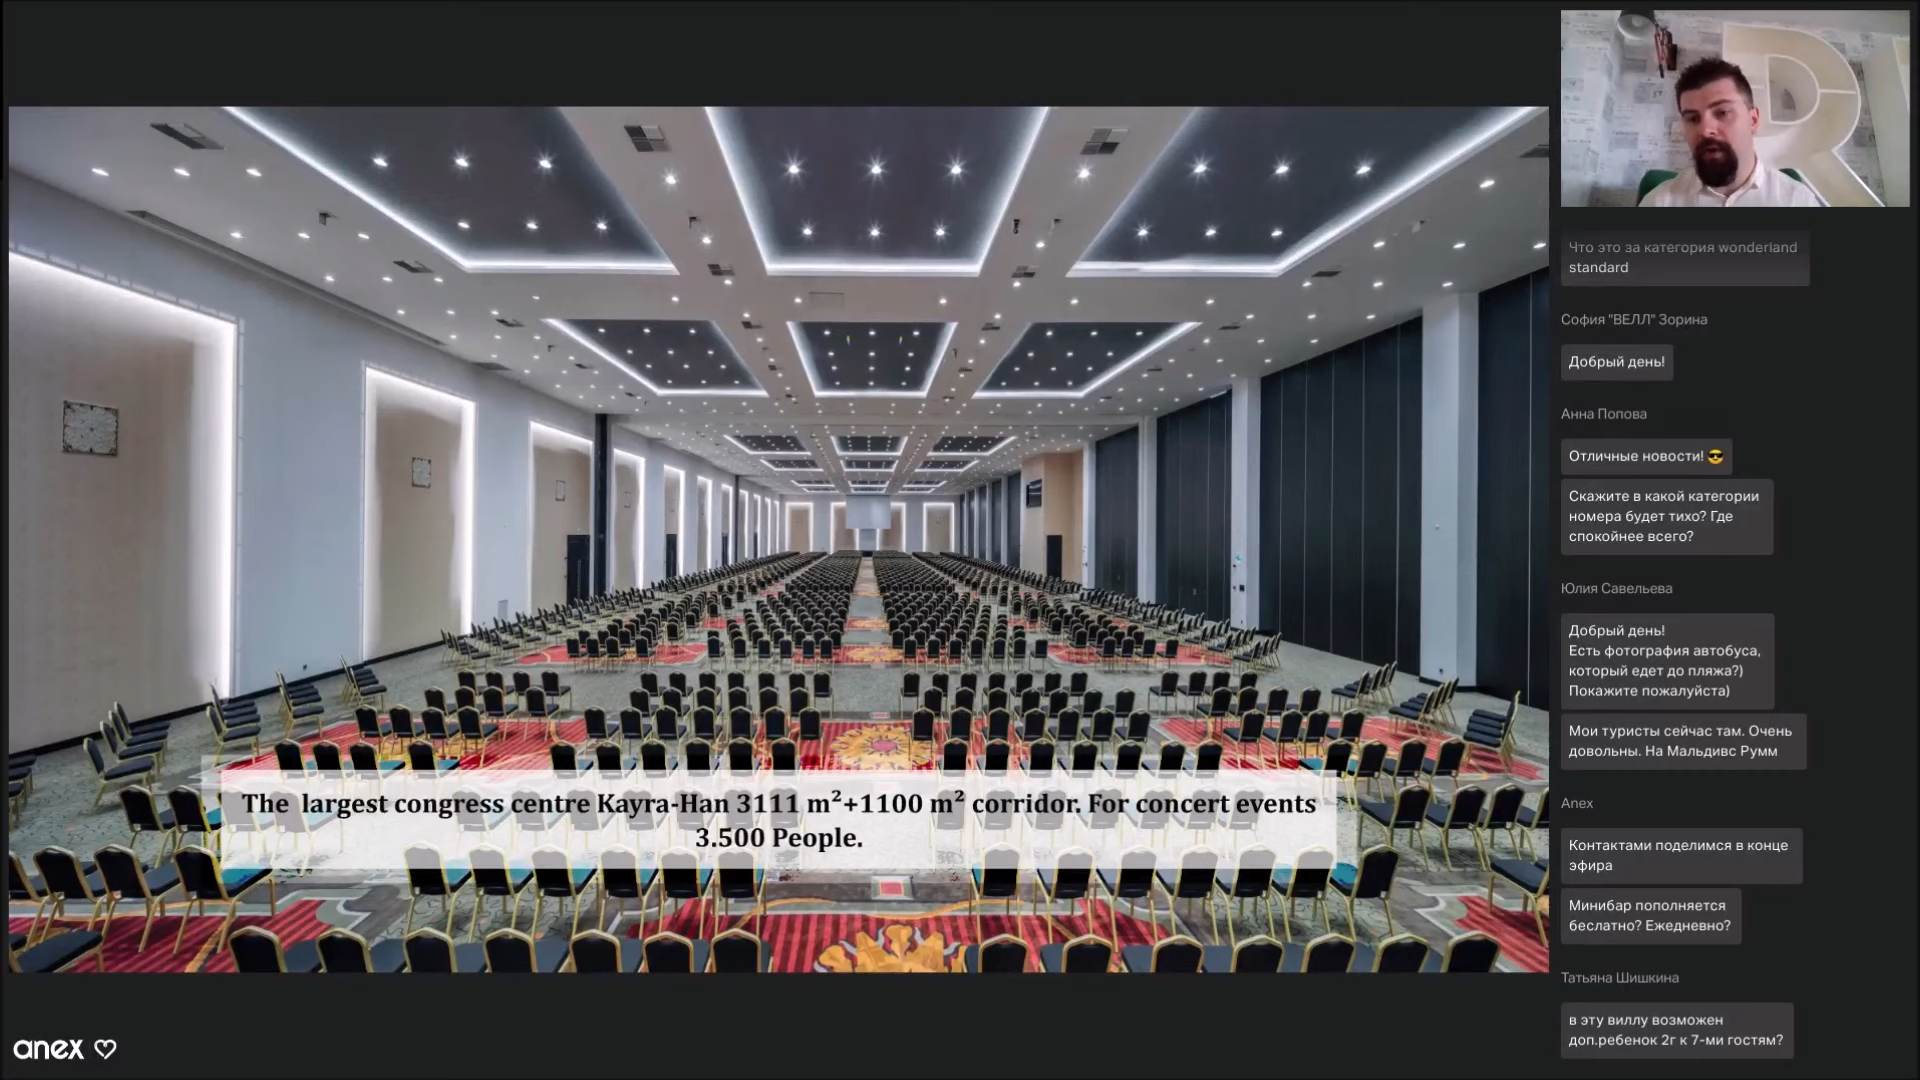 The largest congress centre Kayra-Han 3111 m²+1100 m² corridor. For concert events
3.500 People.
anex
Что это за категория wonderland
standard
София "ВЕЛЛ" Зорина
Добрый день!
Анна Попова
Отличные новости! 😎
Скажите в какой категории
номера будет тихо? Где
спокойнее всего?
Юлия Савельева
Добрый день!
Есть фотография автобуса,
который едет до пляжа?)
Покажите пожалуйста)
Мои туристы сейчас там. Очень
довольны. На Мальдивс Румм
Anex
Контактами поделимся в конце
эфира
Минибар пополняется
беслатно? Ежедневно?
Татьяна Шишкина
в эту виллу возможен
доп.ребенок 2г к 7-ми гостям?